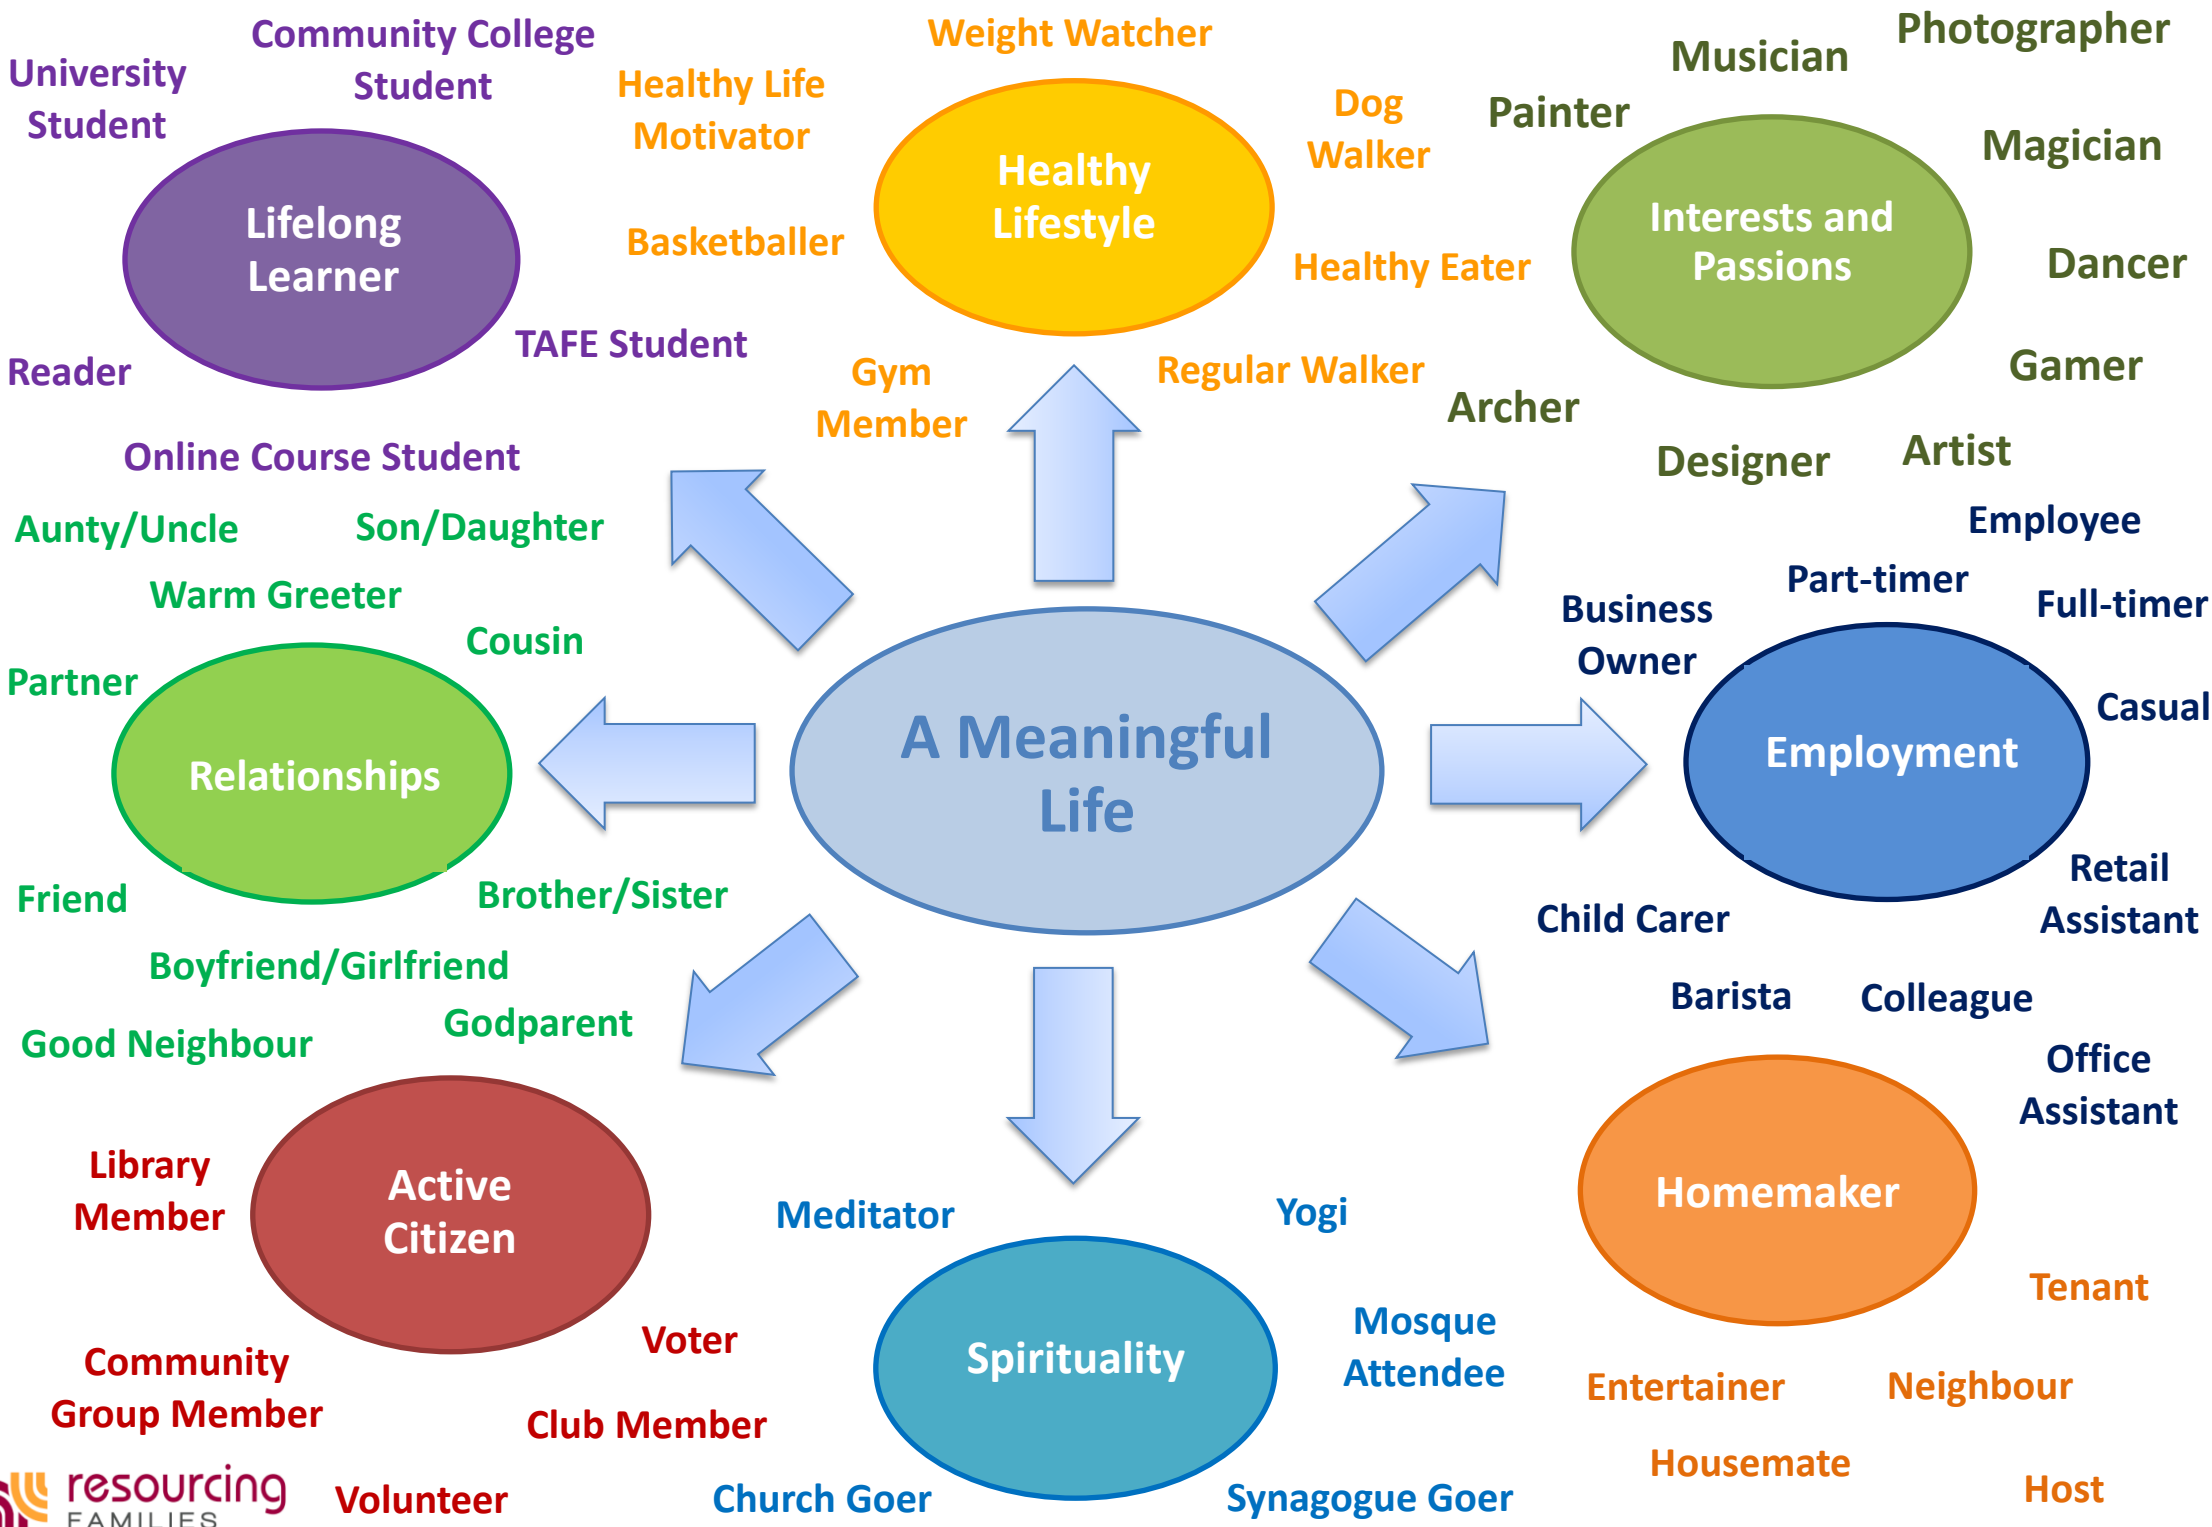 Community College
Student
University
Student
Lifelong
Learner
Reader
TAFE Student
Online Course Student
Weight Watcher
Healthy Life
Motivator
Dog
Walker
Healthy
Lifestyle
Basketballer
Healthy Eater
Gym
Member
Regular Walker
Photographer
Musician
Painter
Magician
Interests and
Passions
Dancer
Gamer
Archer
Designer
Artist
Aunty/Uncle
Son/Daughter
Warm Greeter
Cousin
Partner
Relationships
Friend
Brother/Sister
Boyfriend/Girlfriend
Godparent
Good Neighbour
A Meaningful
Life
Employee
Part-timer
Full-timer
Business
Owner
Casual
Employment
Retail
Assistant
Child Carer
Barista
Colleague
Office
Assistant
Library
Member
Active
Citizen
Voter
Community
Group Member
Club Member
Volunteer
Meditator
Yogi
Spirituality
Mosque
Attendee
Church Goer
Synagogue Goer
Homemaker
Tenant
Entertainer
Neighbour
Housemate
Host
resourcing
FAMILIES